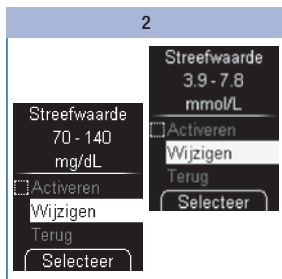 2
Streefwaarde
70 - 140
mg/dL
Activeren
Wijzigen
Terug
Selecteer
Streefwaarde
3.9 - 7.8
mmol/L
Activeren
Wijzigen
Terug
Selecteer